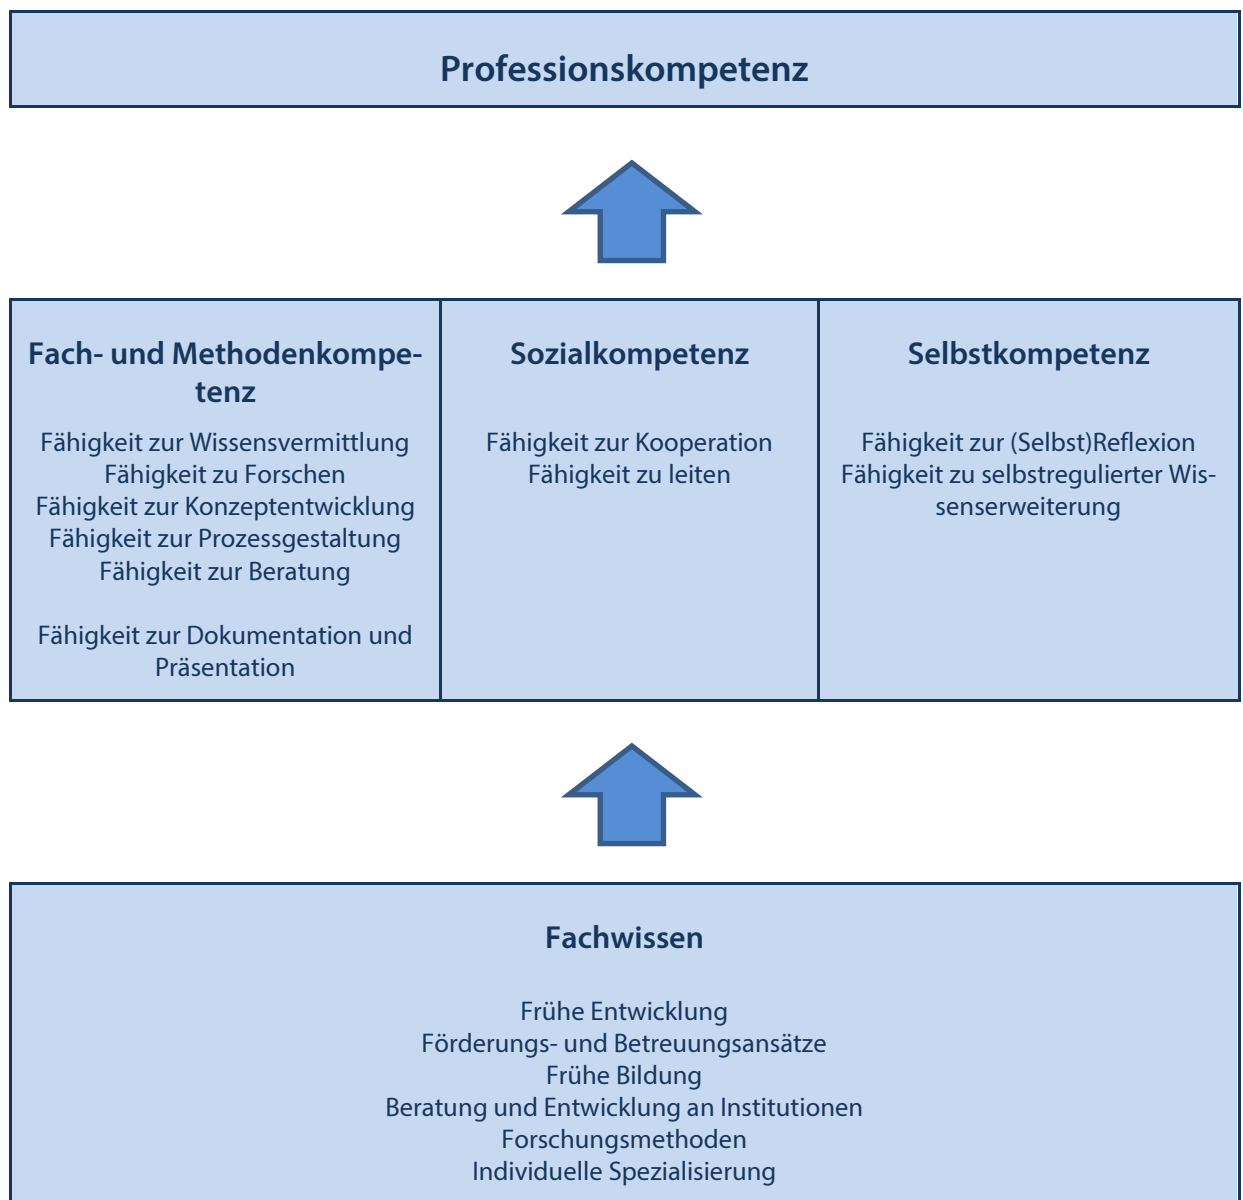 Professionskompetenz
Fach- und Methodenkompe-
tenz
Fähigkeit zur Wissensvermittlung
Fähigkeit zu Forschen
Fähigkeit zur Konzeptentwicklung
Fähigkeit zur Prozessgestaltung
Fähigkeit zur Beratung
Fähigkeit zur Dokumentation und
Präsentation
Sozialkompetenz
Fähigkeit zur Kooperation
Fähigkeit zu leiten
Selbstkompetenz
Fähigkeit zur (Selbst)Reflexion
Fähigkeit zu selbstregulierter Wis-
senserweiterung
Fachwissen
Frühe Entwicklung
Förderungs- und Betreuungsansätze
Frühe Bildung
Beratung und Entwicklung an Institutionen
Forschungsmethoden
Individuelle Spezialisierung